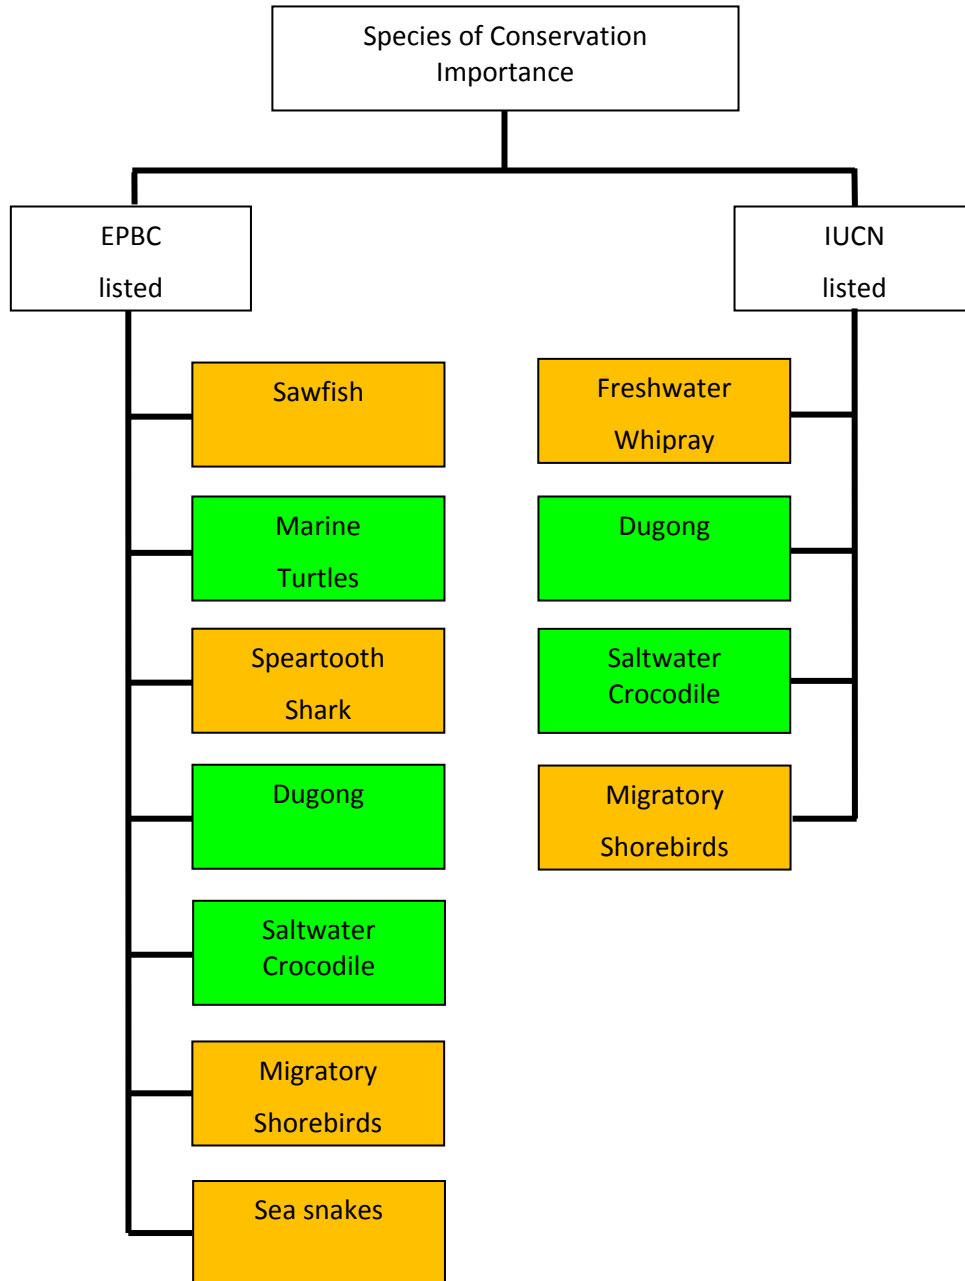 Species of Conservation
Importance
EPBC
listed
IUCN
listed
Sawfish
Marine
Turtles
Speartooth
Shark
Dugong
Saltwater
Crocodile
Migratory
Shorebirds
Sea snakes
Freshwater
Whipray
Dugong
Saltwater
Crocodile
Migratory
Shorebirds